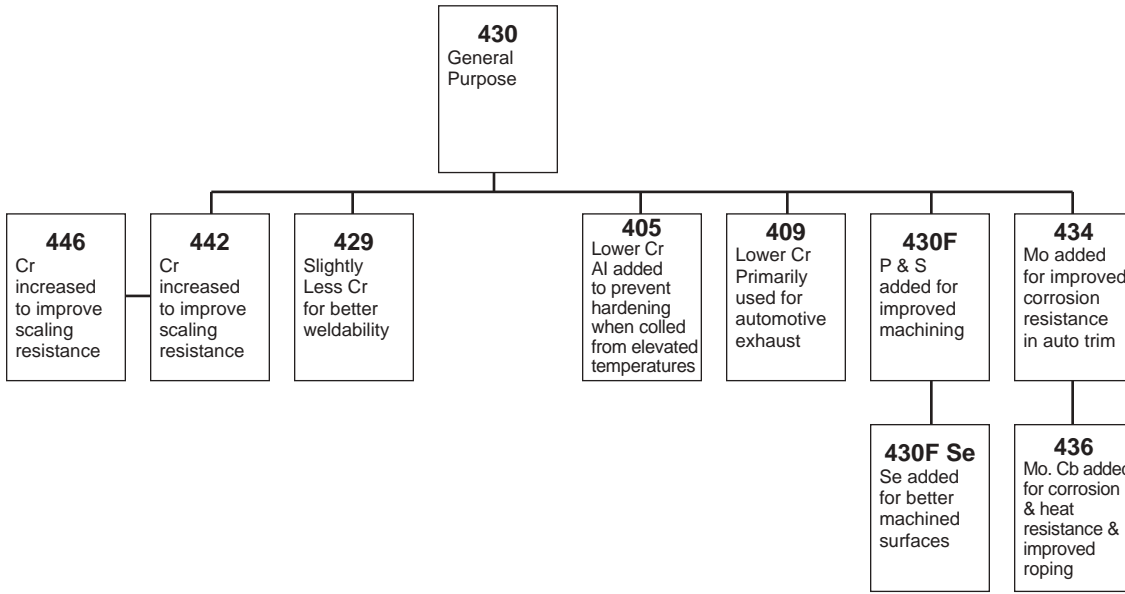 430
General
Purpose
446
Cr
increased
to improve
scaling
resistance
442
Cr
increased
to improve
scaling
resistance
429
Slightly
Less Cr
for better
weldability
405
Lower Cr
Al added
to prevent
hardening
when colled
from elevated
temperatures
409
Lower Cr
Primarily
used for
automotive
exhaust
430F
P & S
added for
improved
machining
434
Mo added
for improved
corrosion
resistance
in auto trim
430F Se
Se added
for better
machined
surfaces
436
Mo. Cb added
for corrosion
& heat
resistance &
improved
roping